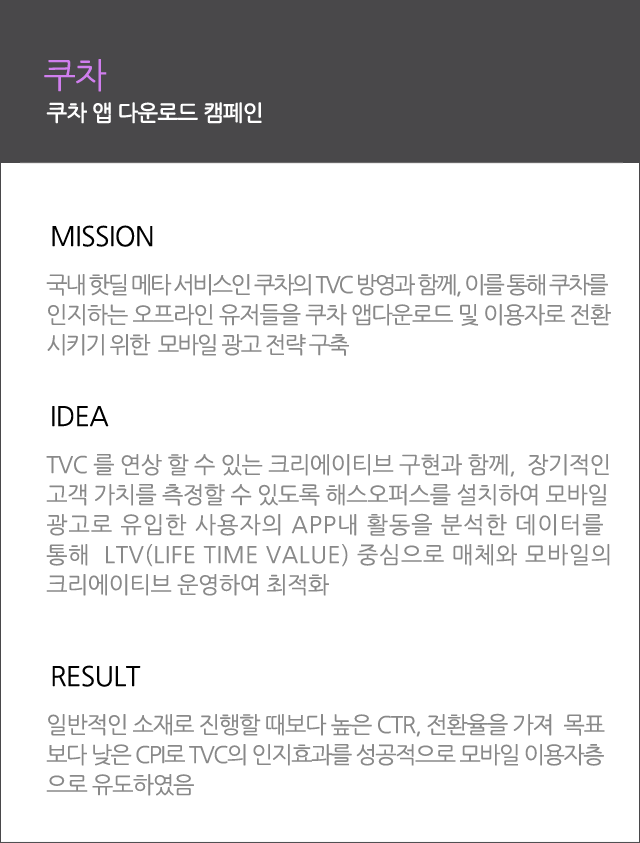 쿠차
쿠차 앱 다운로드 캠페인
MISSION
국내 핫딜 메타 서비스인 쿠차의 TVC 방영과 함께, 이를 통해 쿠차를
인지하는 오프라인 유저들을 쿠차 앱다운로드 및 이용자로 전환
시키기 위한 모바일 광고 전략 구축
IDEA
TVC 를 연상 할 수 있는 크리에이티브 구현과 함께, 장기적인
고객 가치를 측정할 수 있도록 해스오퍼스를 설치하여 모바일
광고로 유입한 사용자의 APP내 활동을 분석한 데이터를
통해 LTV(LIFE TIME VALUE) 중심으로 매체와 모바일의
크리에이티브 운영하여 최적화
RESULT
일반적인 소재로 진행할 때보다 높은 CTR, 전환율을 가져 목표
보다 낮은 CPI로 TVC의 인지효과를 성공적으로 모바일 이용자층
으로 유도하였음